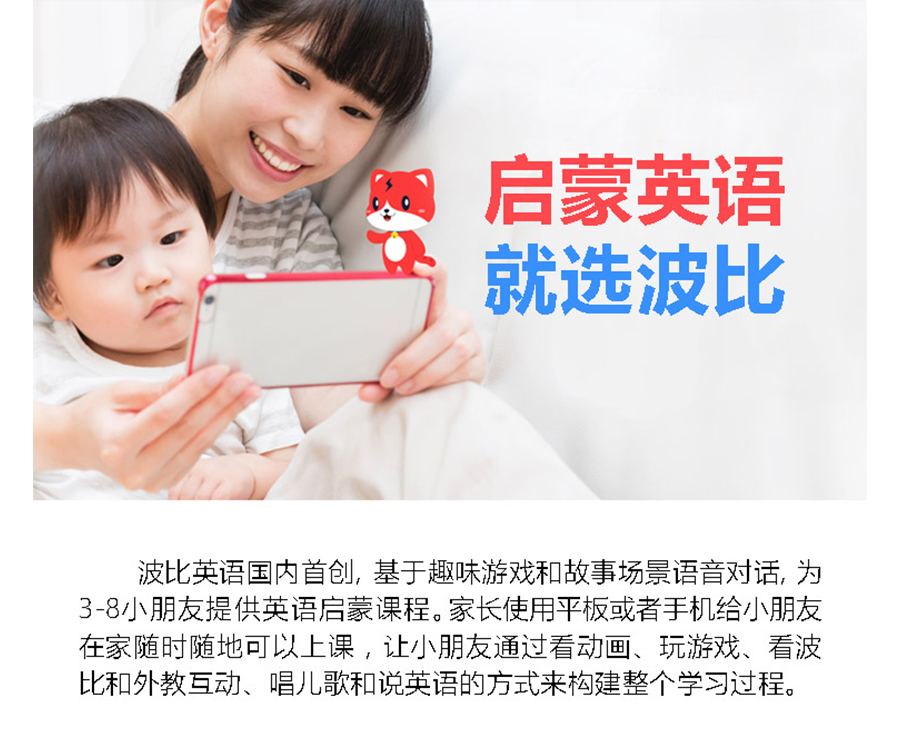 启蒙英语
就选波比
波比英语国内首创, 基于趣味游戏和故事场景语音对话, 为
3-8小朋友提供英语启蒙课程。家长使用平板或者手机给小朋友
在家随时随地可以上课，让小朋友通过看动画、玩游戏、看波
比和外教互动、唱儿歌和说英语的方式来构建整个学习过程。